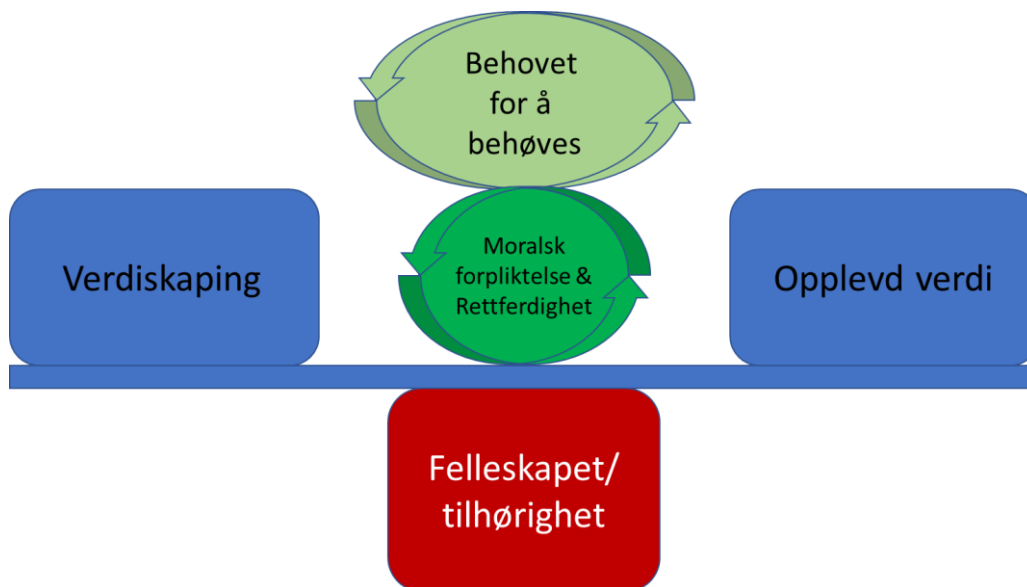 Behovet
for å
behøves
Verdiskaping
Moralsk
forpliktelse &
Rettferdighet
Opplevd verdi
Felleskapet/
tilhørighet